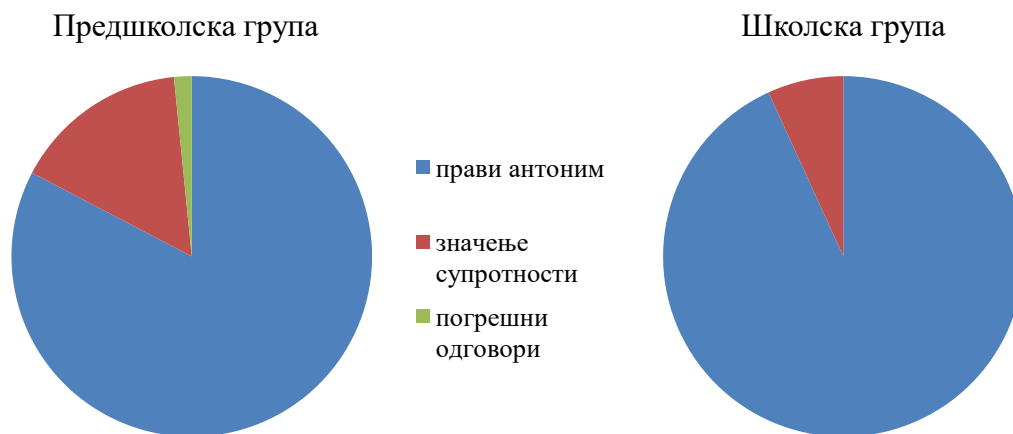 Предшколска група
Школска група
прави антоним
значење
супротности
погрешни
одговори